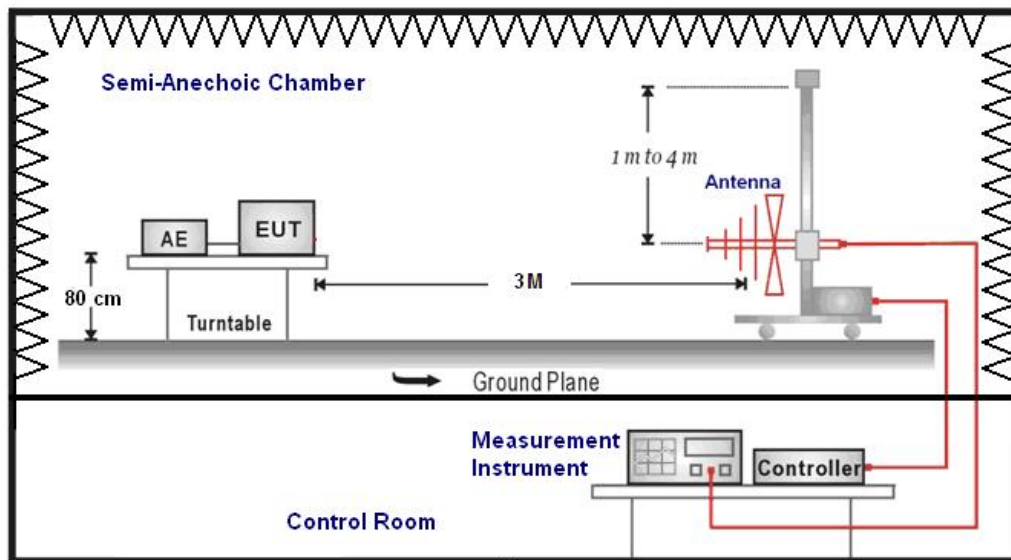 Semi-Anechoic Chamber
1 m to 4 m
Antenna
AE
EUT
80 cm
3M
Turntable
Ground Plane
Measurement
Instrument
Controller
Control Room